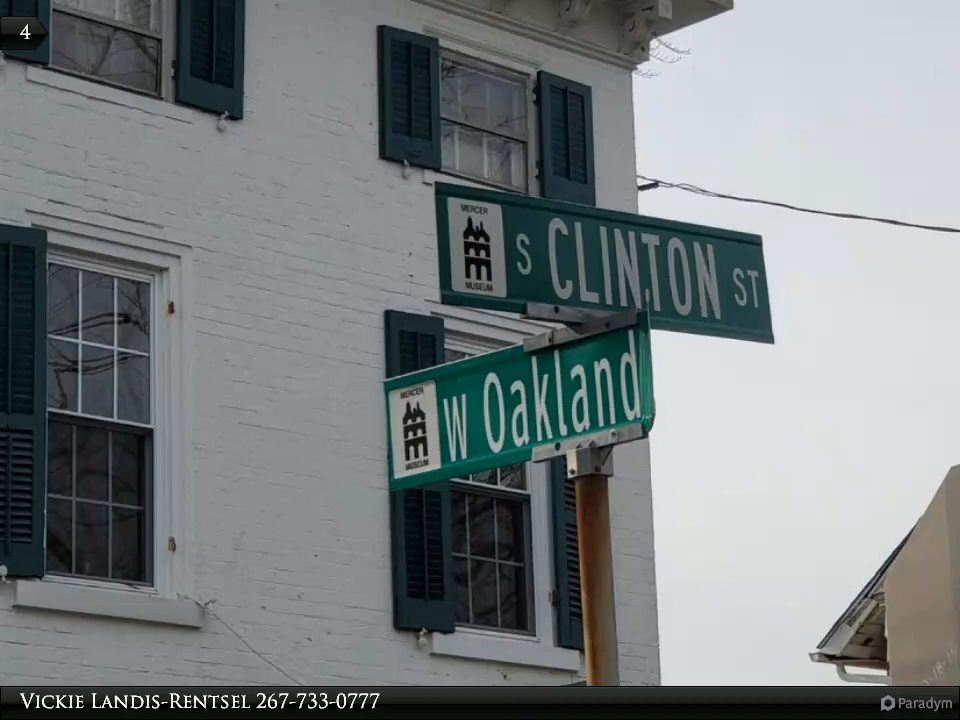 4
MERCER
MUSEUM
S CLINTON ST
MERCER
MUSEUM
W Oakland
VICKIE LANDIS-RENTSEL 267-733-0777
Paradym